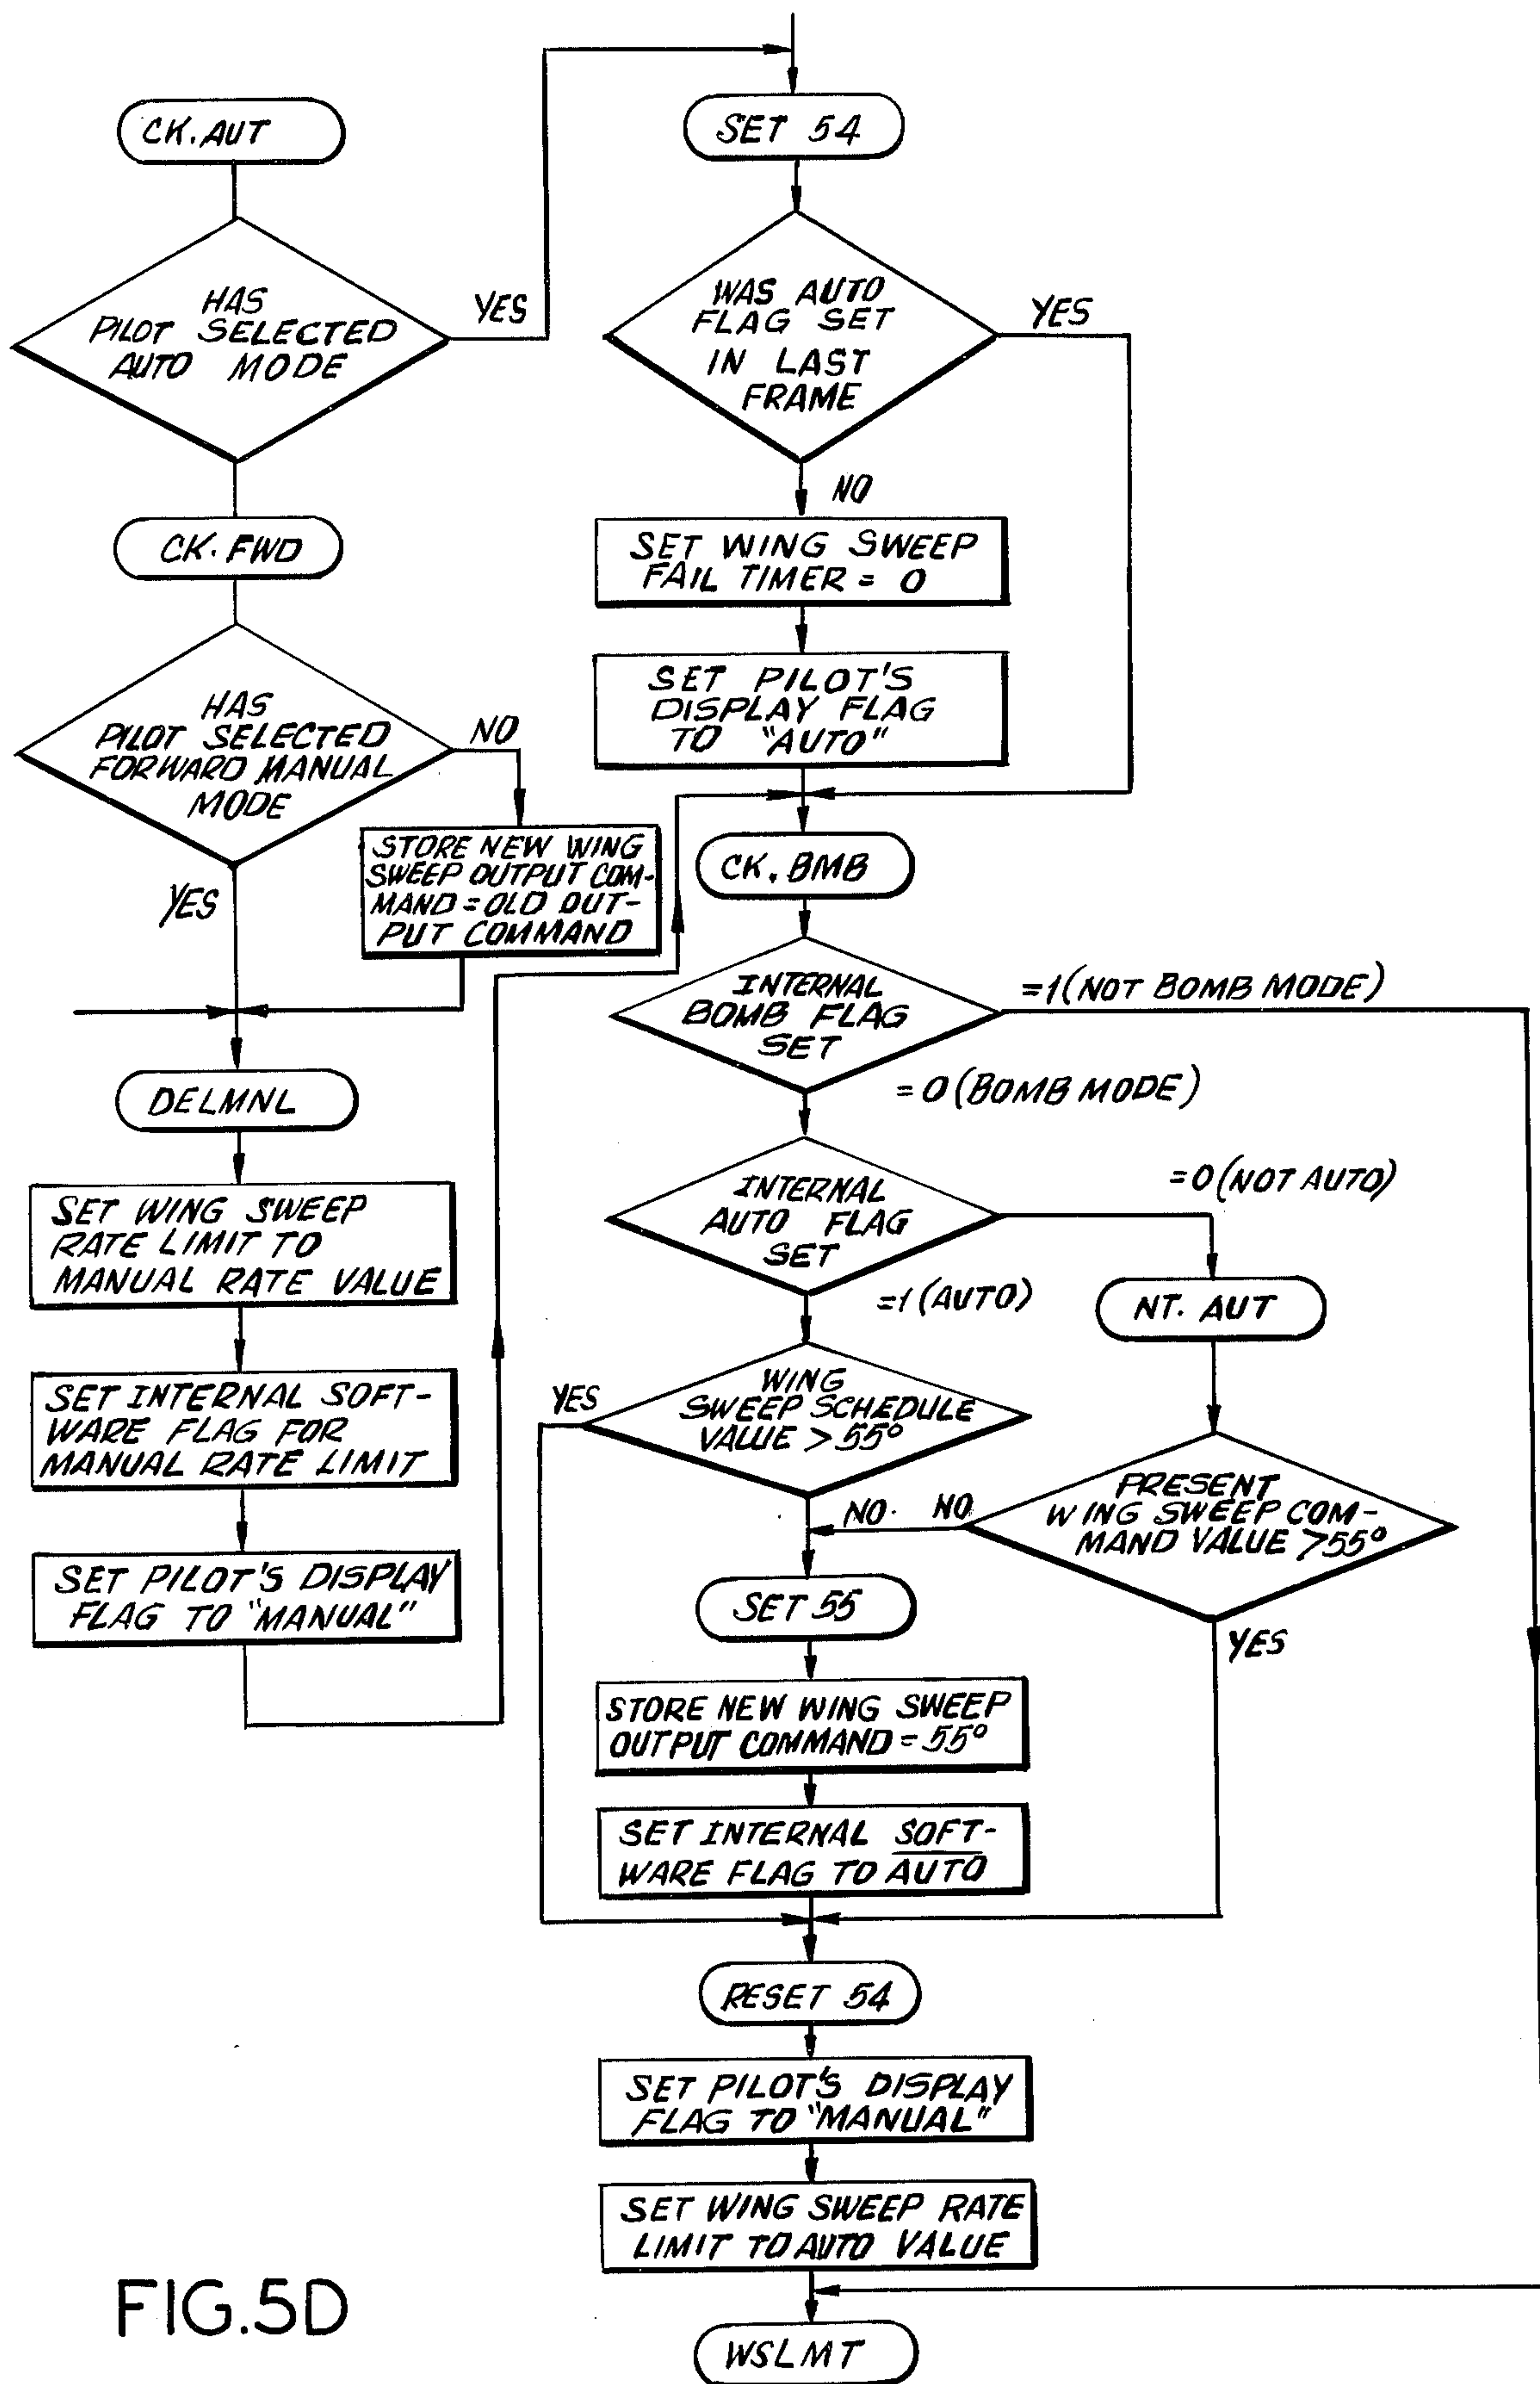 CK. AUT
HAS
PILOT SELECTED
AUTO MODE
YES
CK. FWD
HAS
PILOT SELECTED
FORWARD MANUAL
MODE
NO
YES
STORE NEW WING
SWEEP OUTPUT COM-
MAND = OLD OUT-
PUT COMMAND
DELMNL
SET WING SWEEP
RATE LIMIT TO
MANUAL RATE VALUE
SET INTERNAL SOFT-
WARE FLAG FOR
MANUAL RATE LIMIT
SET PILOT'S DISPLAY
FLAG TO "MANUAL"
SET 54
WAS AUTO
FLAG SET
IN LAST
FRAME
YES
NO
SET WING SWEEP
FAIL TIMER = 0
SET PILOT'S
DISPLAY FLAG
TO "AUTO"
CK. BMB
INTERNAL
BOMB FLAG
SET
=1 (NOT BOMB MODE)
= 0 (BOMB MODE)
INTERNAL
AUTO FLAG
SET
=0 (NOT AUTO)
=1 (AUTO)
NT. AUT
WING
SWEEP SCHEDULE
VALUE > 55°
YES
NO.
PRESENT
WING SWEEP COM-
MAND VALUE >55°
NO
YES
SET 55
STORE NEW WING SWEEP
OUTPUT COMMAND = 55°
SET INTERNAL SOFT-
WARE FLAG TO AUTO
RESET 54
SET PILOT'S DISPLAY
FLAG TO "MANUAL"
SET WING SWEEP RATE
LIMIT TO AUTO VALUE
WSLMT
FIG.5D